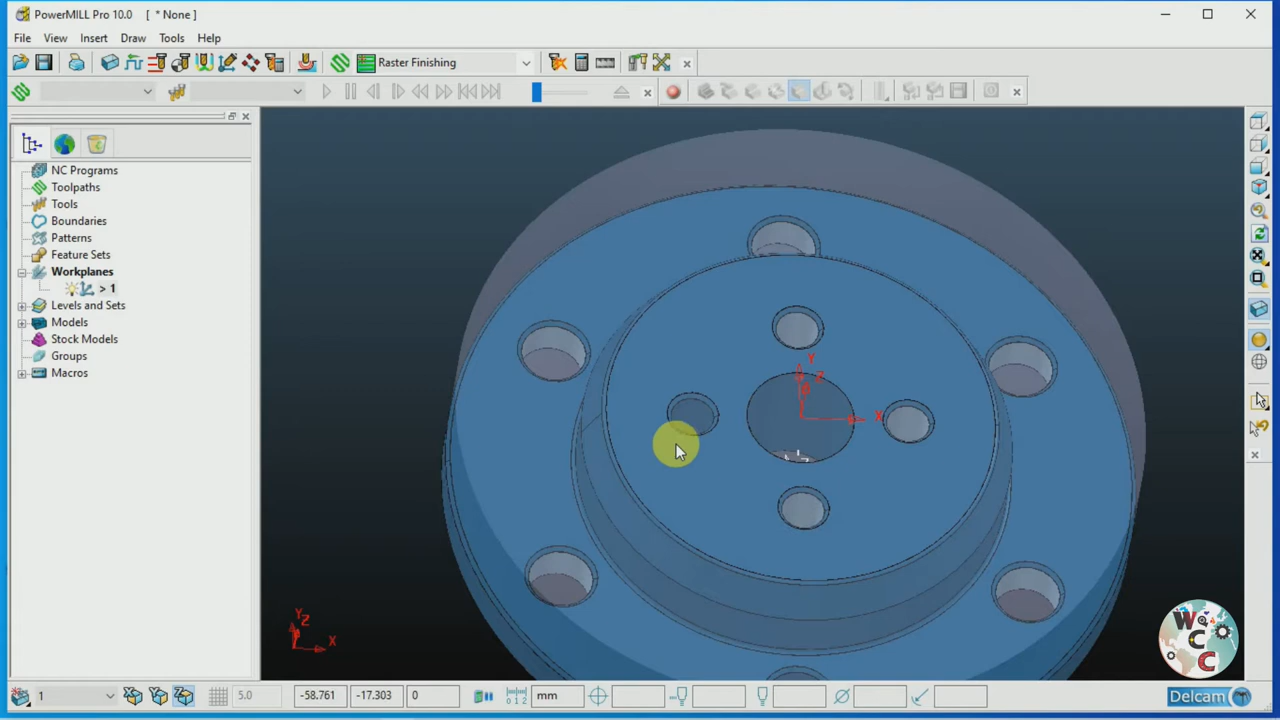 PowerMILL Pro 10.0 [ * None ]
File View Insert Draw Tools Help
Raster Finishing
NC Programs
Toolpaths
Tools
Boundaries
Patterns
Feature Sets
Workplanes
> 1
Levels and Sets
Models
Stock Models
Groups
Macros
Y
Z
X
Y
Z
X
W
C
C
1 5.0 -58.761 -17.303 0 mm Delcam